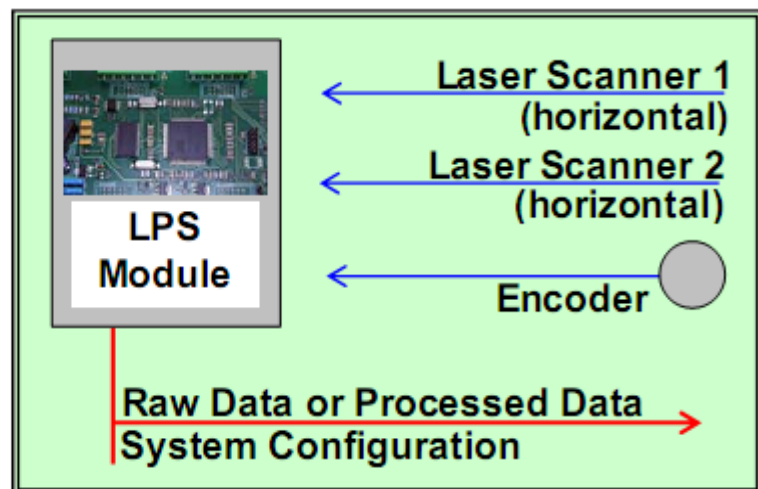 Laser Scanner 1
(horizontal)
Laser Scanner 2
(horizontal)
LPS
Module
Encoder
Raw Data or Processed Data
System Configuration